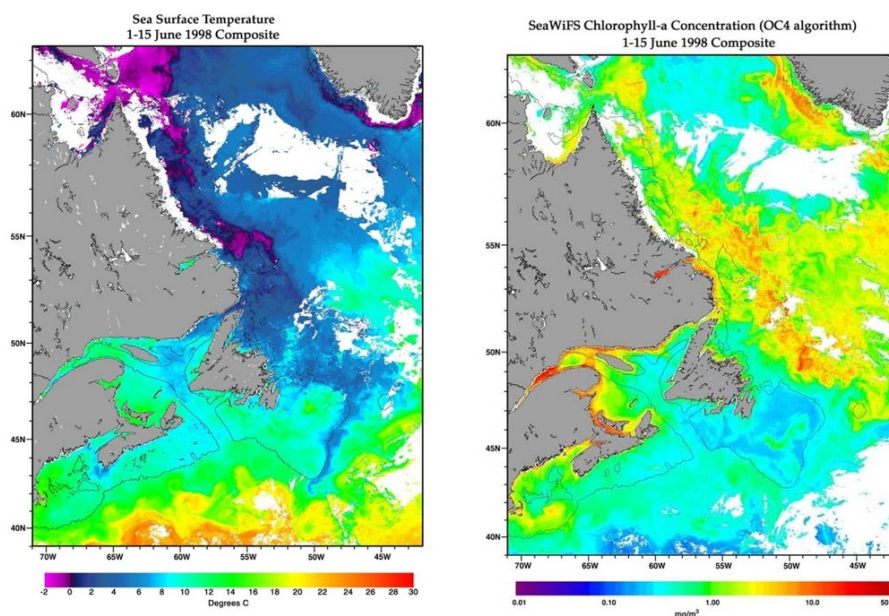 Sea Surface Temperature
1-15 June 1998 Composite
60N
55N
50N
45N
40N
70W 65W 60W 55W 50W 45W
-2 0 2 4 6 8 10 12 14 16 18 20 22 24 26 28 30
Degrees C
SeaWiFS Chlorophyll-a Concentration (OC4 algorithm)
1-15 June 1998 Composite
60N
55N
50N
45N
40N
70W 65W 60W 55W 50W 45W
0.01 0.10 1.00 10.0 50
mg/m³